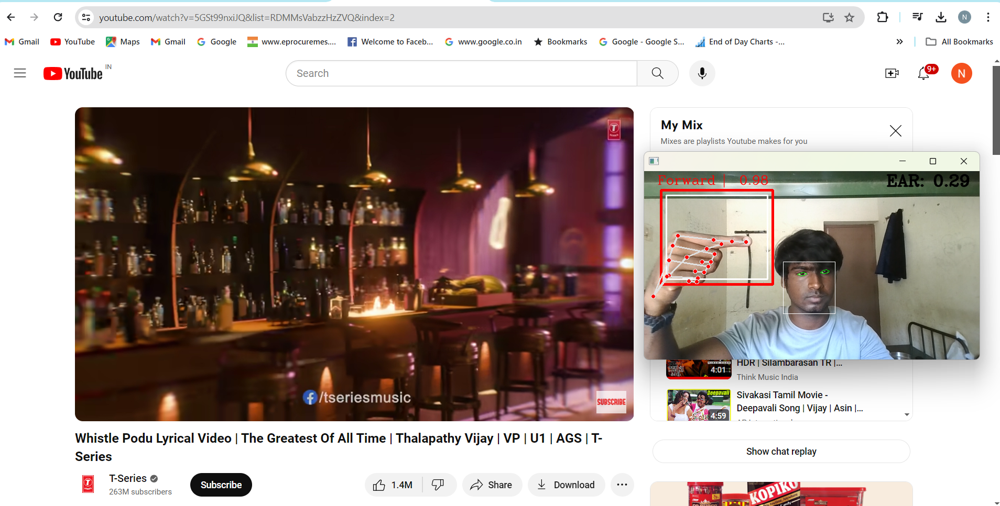 youtube.com/watch?v=5GSt99nxiJQ&list=RDMMsVabzzHzZVQ&index=2
N
Gmail
YouTube
Maps
Gmail
Google
www.eprocuremes....
Welcome to Faceb...
www.google.co.in
Bookmarks
Google - Google S...
End of Day Charts -...
All Bookmarks
YouTube IN
Search
9+
N
My Mix
Mixes are playlists Youtube makes for you
Forward | 0.98
EAR: 0.29
/tseriesmusic
SUBSCRIBE
4:01
HDR | Silambarasan TR |...
Think Music India
Deepavali
4:59
Sivakasi Tamil Movie -
Deepavali Song | Vijay | Asin |...
Whistle Podu Lyrical Video | The Greatest Of All Time | Thalapathy Vijay | VP | U1 | AGS | T-
Series
T-Series
263M subscribers
Subscribe
1.4M
Share
Download
Show chat replay
KOPIKO